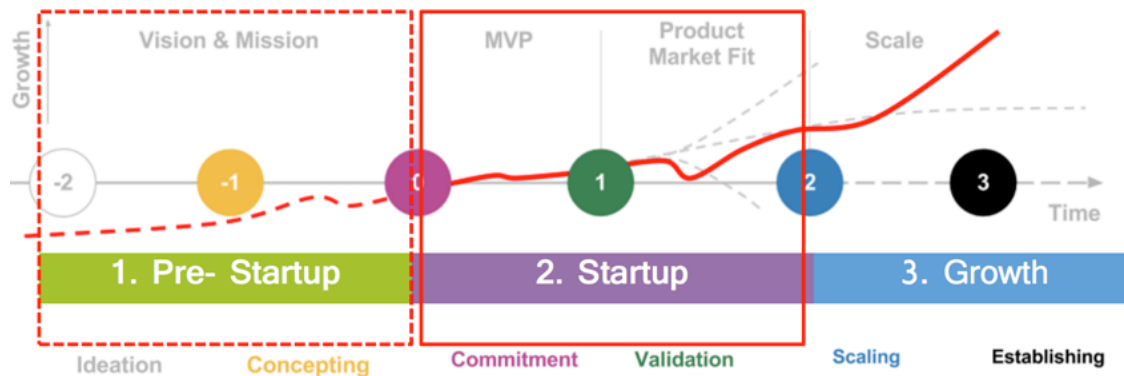 Growth
Vision & Mission
MVP
Product
Market Fit
Scale
-2
-1
0
1
2
3
Time
1. Pre- Startup
2. Startup
3. Growth
Ideation
Concepting
Commitment
Validation
Scaling
Establishing